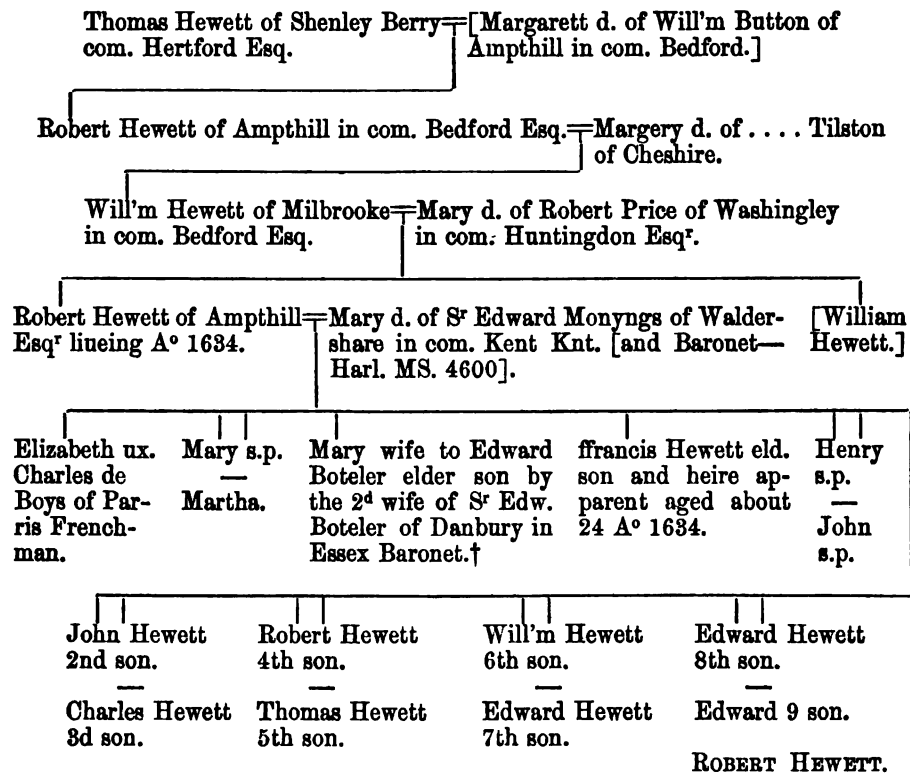 Thomas Hewett of Shenley Berry=[Margarett d. of Will'm Button of
com. Hertford Esq. Ampthill in com. Bedford.]
Robert Hewett of Ampthill in com. Bedford Esq.=Margery d. of .... Tilston
of Cheshire.
Will'm Hewett of Milbrooke=Mary d. of Robert Price of Washingley
in com. Bedford Esq. in com. Huntingdon Esqʳ.
Robert Hewett of Ampthill=Mary d. of Sʳ Edward Monyngs of Walder- [William
Esqʳ liueing Aº 1634. share in com. Kent Knt. [and Baronet— Hewett.]
Harl. MS. 4600].
Elizabeth ux.
Charles de
Boys of Par-
ris French-
man.
Mary s.p.
—
Martha.
Mary wife to Edward
Boteler elder son by
the 2ᵈ wife of Sʳ Edw.
Boteler of Danbury in
Essex Baronet.†
ffrancis Hewett eld.
son and heire ap-
parent aged about
24 Aº 1634.
Henry
s.p.
—
John
s.p.
John Hewett
2nd son.
—
Charles Hewett
3d son.
Robert Hewett
4th son.
—
Thomas Hewett
5th son.
Will'm Hewett
6th son.
—
Edward Hewett
7th son.
Edward Hewett
8th son.
—
Edward 9 son.
ROBERT HEWETT.